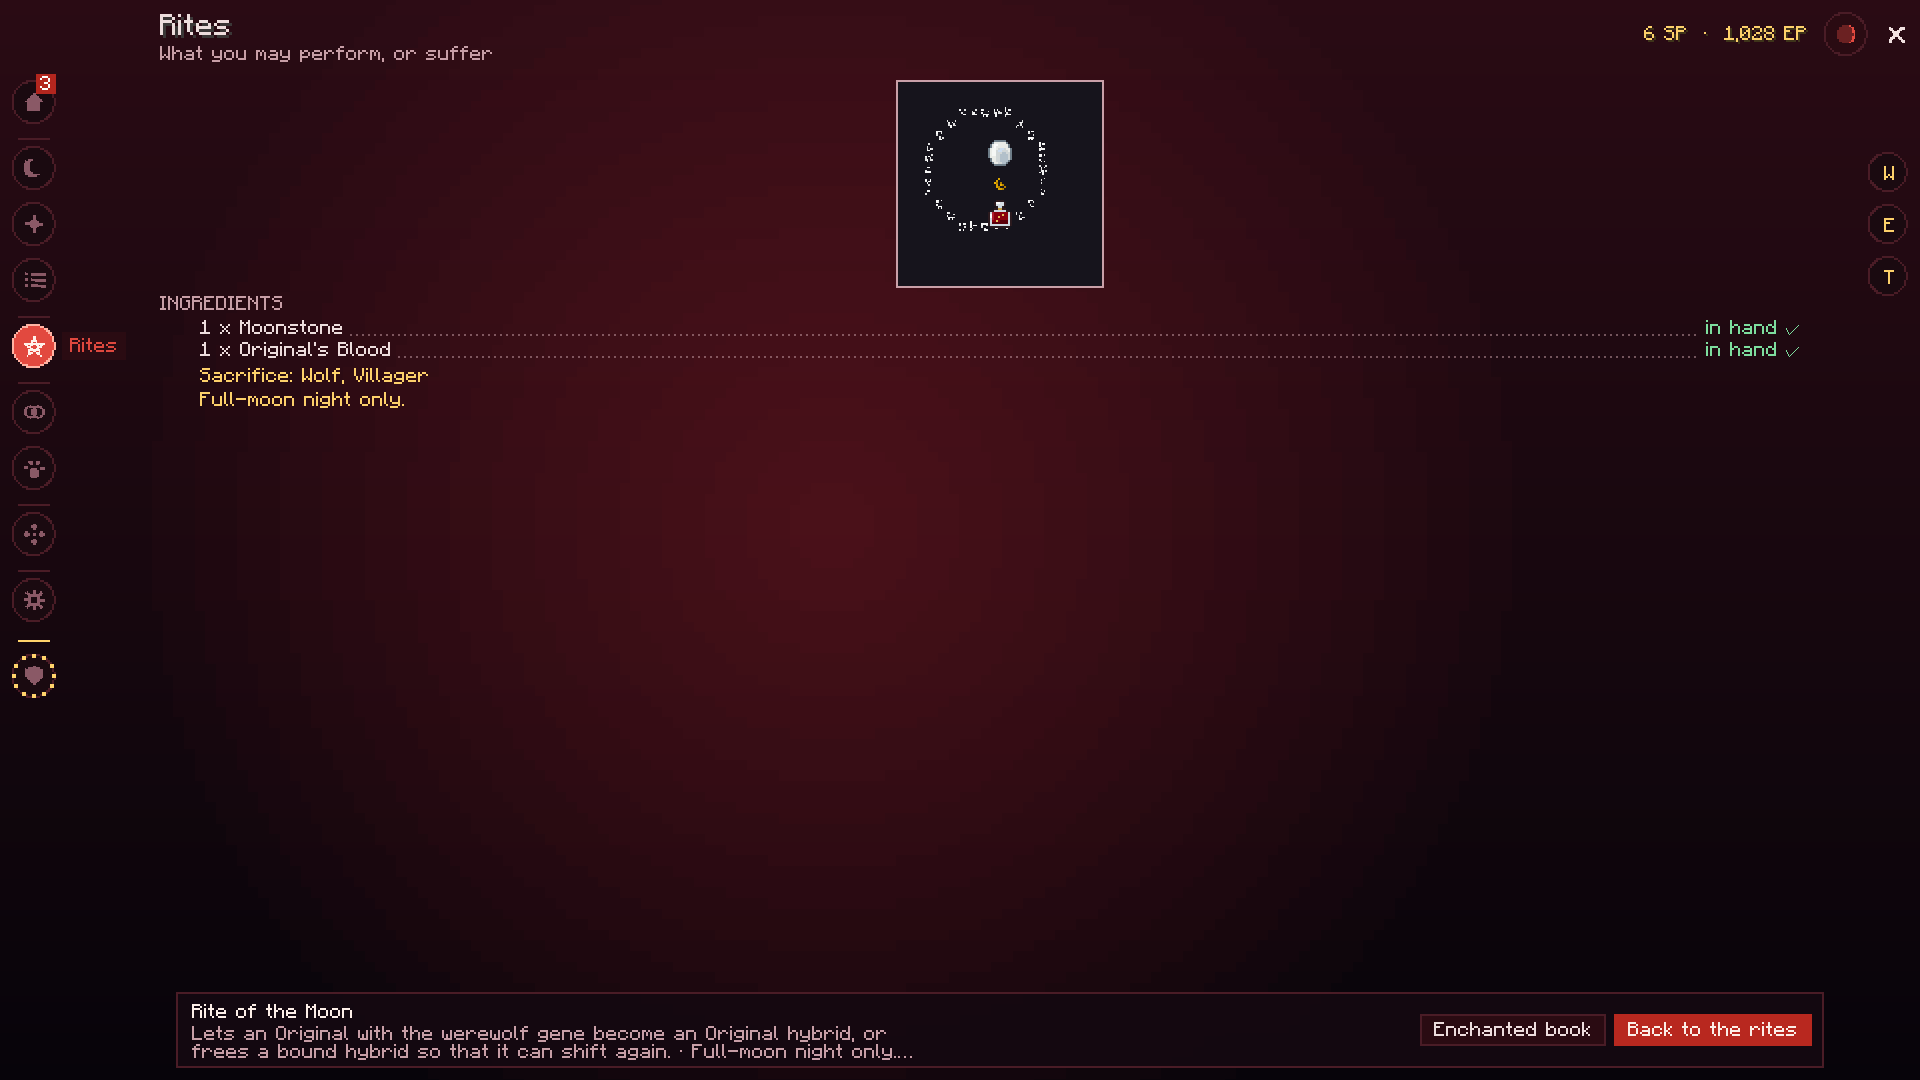 Rites
What you may perform, or suffer
6 SP · 1,028 EP
3
W
E
T
INGREDIENTS
1 x Moonstone in hand ✓
1 x Original's Blood in hand ✓
Rites
Sacrifice: Wolf, Villager
Full-moon night only.
Rite of the Moon
Lets an Original with the werewolf gene become an Original hybrid, or
frees a bound hybrid so that it can shift again. · Full-moon night only....
Enchanted book
Back to the rites